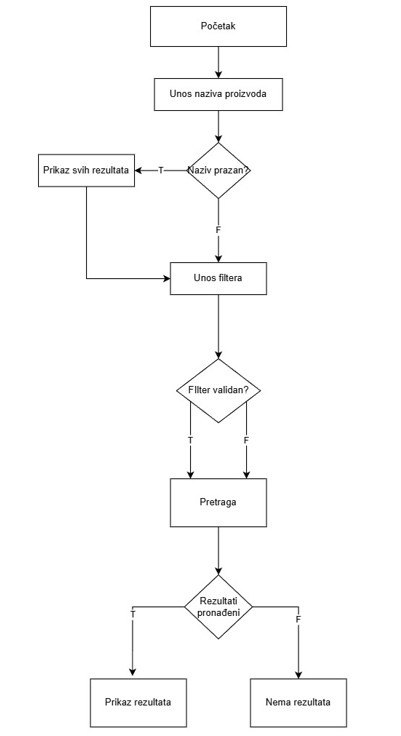 Početak
Unos naziva proizvoda
Naziv prazan?
T
Prikaz svih rezultata
F
Unos filtera
FIlter validan?
T
F
Pretraga
Rezultati
pronađeni
T
F
Prikaz rezultata
Nema rezultata